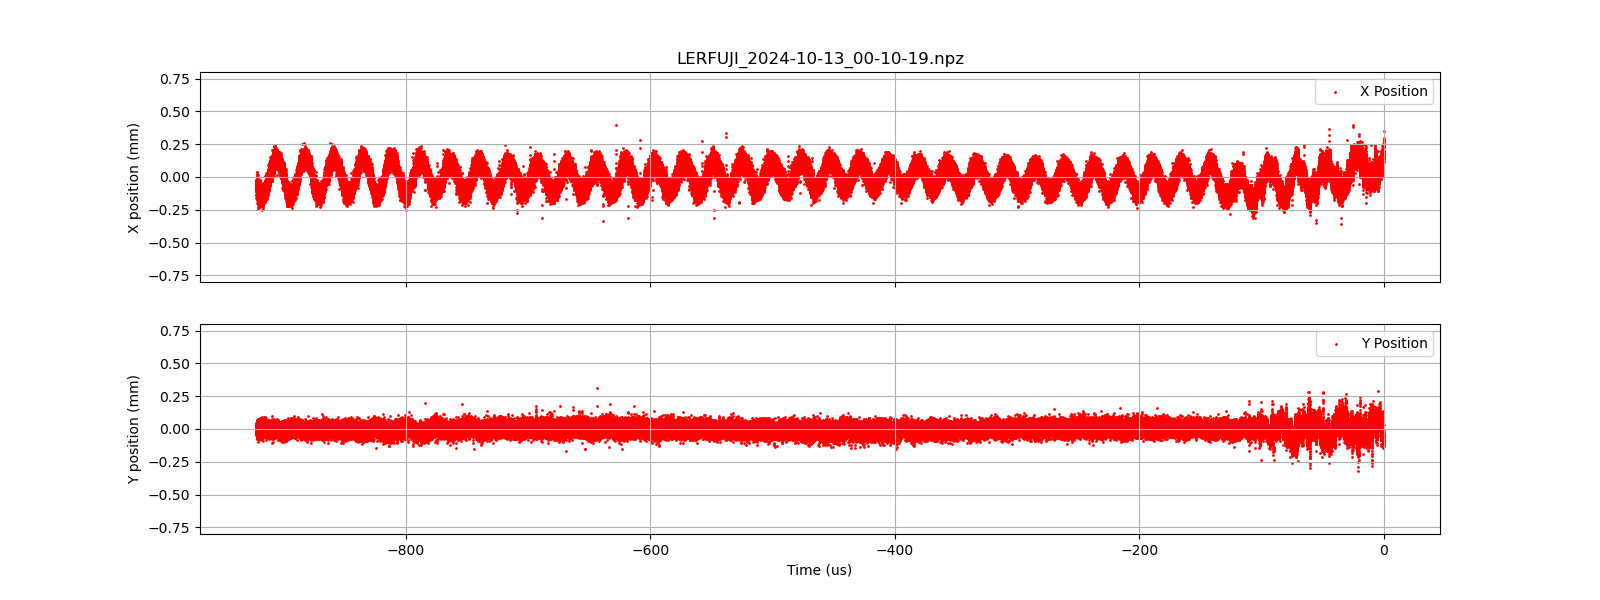 LERFUJI_2024-10-13_00-10-19.npz
X position (mm)
0.75
0.50
0.25
0.00
−0.25
−0.50
−0.75
X Position
Y position (mm)
0.75
0.50
0.25
0.00
−0.25
−0.50
−0.75
Y Position
−800 −600 −400 −200 0
Time (us)